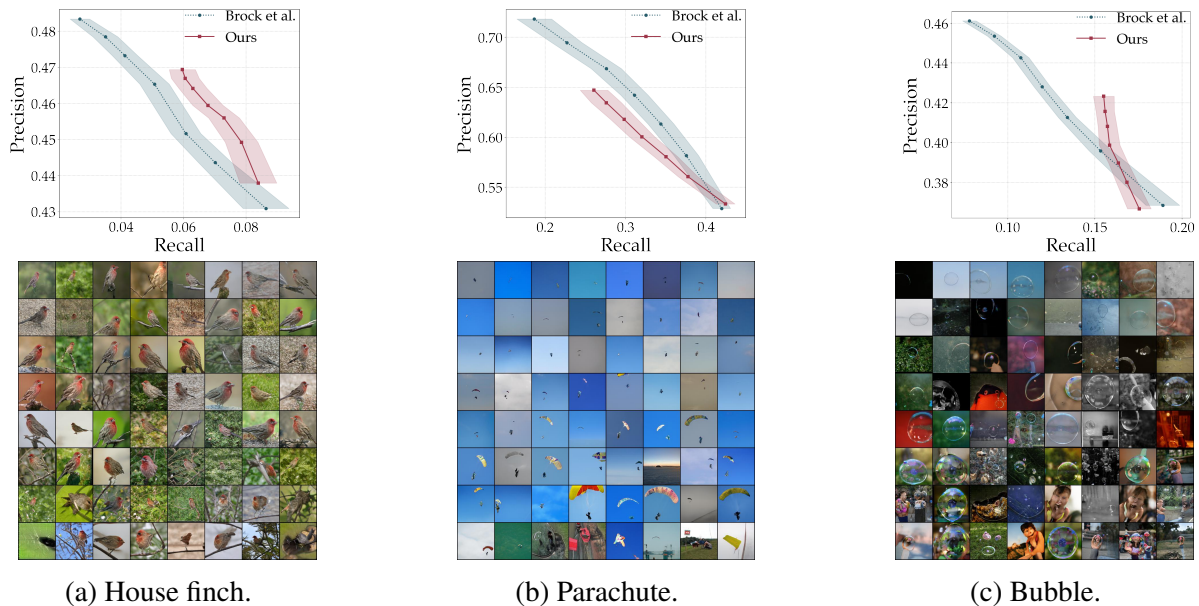 0.48
0.47
0.46
0.45
0.44
0.43
Precision
0.04
0.06
0.08
Recall
Brock et al.
Ours
0.70
0.65
0.60
0.55
Precision
0.2
0.3
0.4
Recall
Brock et al.
Ours
0.46
0.44
0.42
0.40
0.38
Precision
0.10
0.15
0.20
Recall
Brock et al.
Ours
(a) House finch.
(b) Parachute.
(c) Bubble.